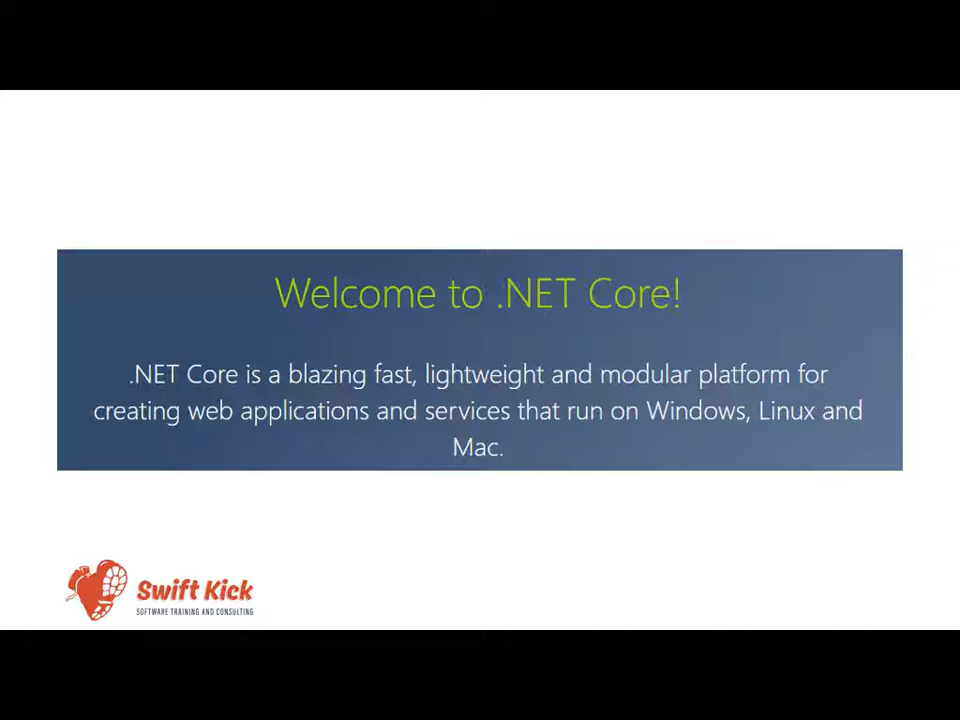 Welcome to .NET Core!
.NET Core is a blazing fast, lightweight and modular platform for
creating web applications and services that run on Windows, Linux and
Mac.
Swift Kick
SOFTWARE TRAINING AND CONSULTING